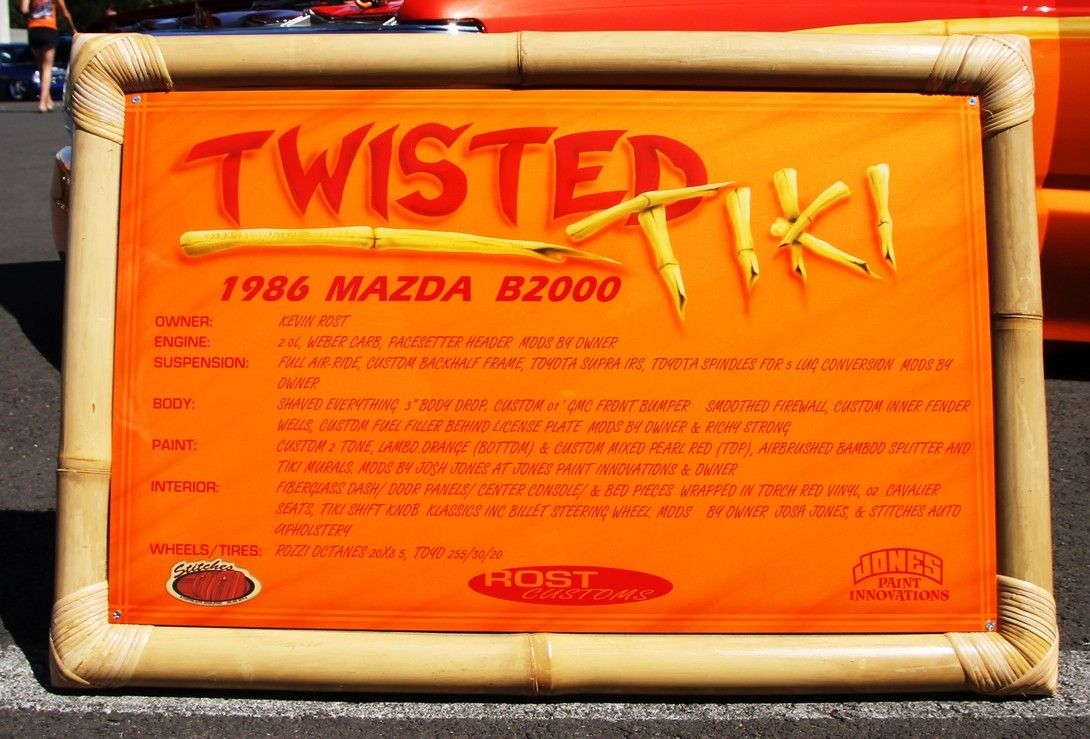 TWISTED
TIKI
1986 MAZDA B2000
OWNER: KEVIN ROST
ENGINE: 2 0L, WEBER CARB, PACESETTER HEADER MODS BY OWNER
SUSPENSION: FULL AIR-RIDE, CUSTOM BACKHALF FRAME, TOYOTA SUPRA IRS, TOYOTA SPINDLES FOR 5 LUG CONVERSION MODS BY
OWNER
BODY: SHAVED EVERYTHING 3" BODY DROP, CUSTOM 01' GMC FRONT BUMPER SMOOTHED FIREWALL, CUSTOM INNER FENDER
WELLS, CUSTOM FUEL FILLER BEHIND LICENSE PLATE MODS BY OWNER & RICHY STRONG
PAINT: CUSTOM 2 TONE, LAMBO ORANGE (BOTTOM) & CUSTOM MIXED PEARL RED (TOP), AIRBRUSHED BAMBOO SPLITTER AND
TIKI MURALS. MODS BY JOSH JONES AT JONES PAINT INNOVATIONS & OWNER
INTERIOR: FIBERGLASS DASH/ DOOR PANELS/ CENTER CONSOLE/ & BED PIECES WRAPPED IN TORCH RED VINYL, 02 CAVALIER
SEATS, TIKI SHIFT KNOB KLASSICS INC BILLET STEERING WHEEL MODS BY OWNER JOSH JONES, & STITCHES AUTO
UPHOLSTERY
WHEELS/TIRES: ROZZI OCTANES 20X8 5, TOYO 255/30/20
Stitches
ROST
CUSTOMS
JONES
PAINT
INNOVATIONS